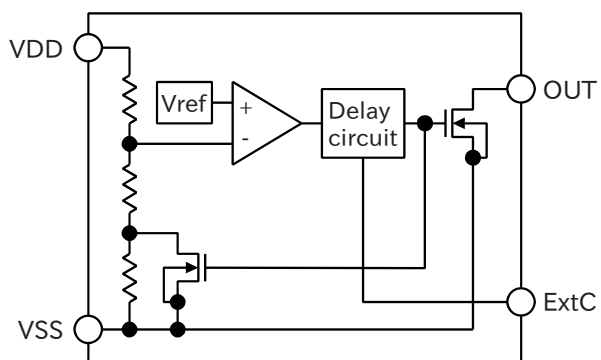 VDD
OUT
Vref
+
-
Delay
circuit
ExtC
VSS